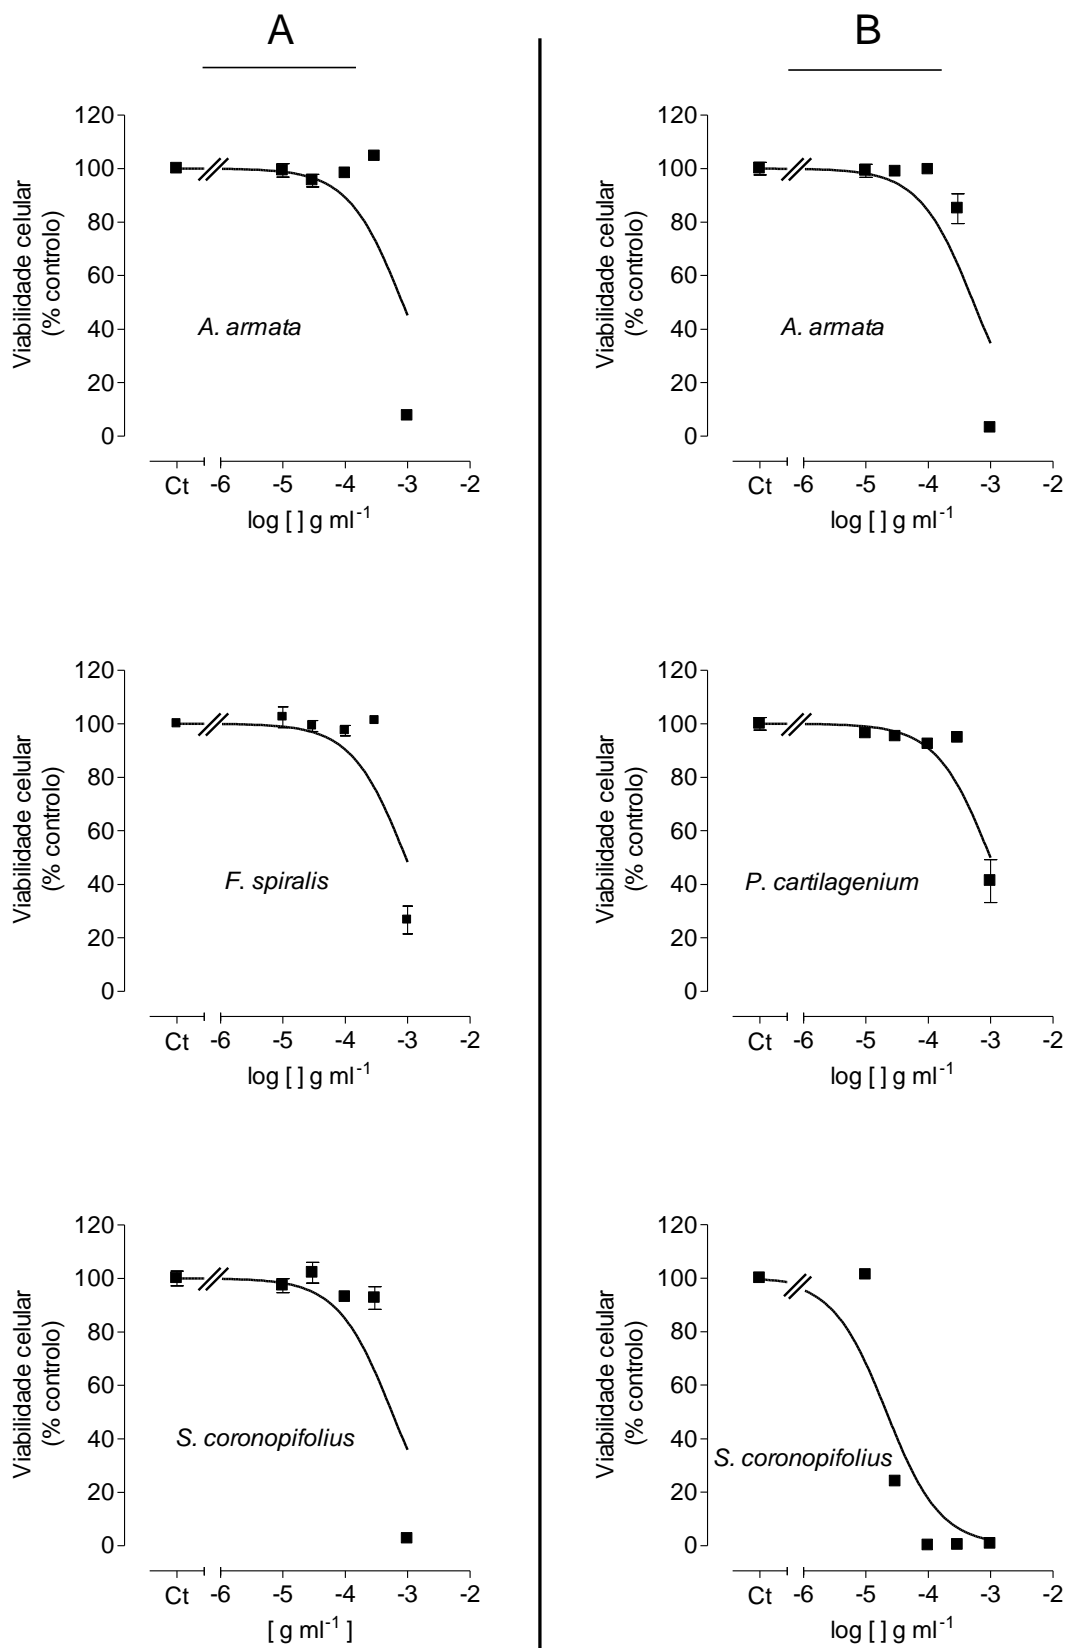 A
B
120
100
80
60
40
20
0
Viabilidade celular
(% controlo)
A. armata
Ct
-6
-5
-4
-3
-2
log [ ] g ml⁻¹
120
100
80
60
40
20
0
Viabilidade celular
(% controlo)
A. armata
Ct
-6
-5
-4
-3
-2
log [ ] g ml⁻¹
120
100
80
60
40
20
0
Viabilidade celular
(% controlo)
F. spiralis
Ct
-6
-5
-4
-3
-2
log [ ] g ml⁻¹
120
100
80
60
40
20
0
Viabilidade celular
(% controlo)
P. cartilagenium
Ct
-6
-5
-4
-3
-2
log [ ] g ml⁻¹
120
100
80
60
40
20
0
Viabilidade celular
(% controlo)
S. coronopifolius
Ct
-6
-5
-4
-3
-2
[ g ml⁻¹ ]
120
100
80
60
40
20
0
Viabilidade celular
(% controlo)
S. coronopifolius
Ct
-6
-5
-4
-3
-2
log [ ] g ml⁻¹